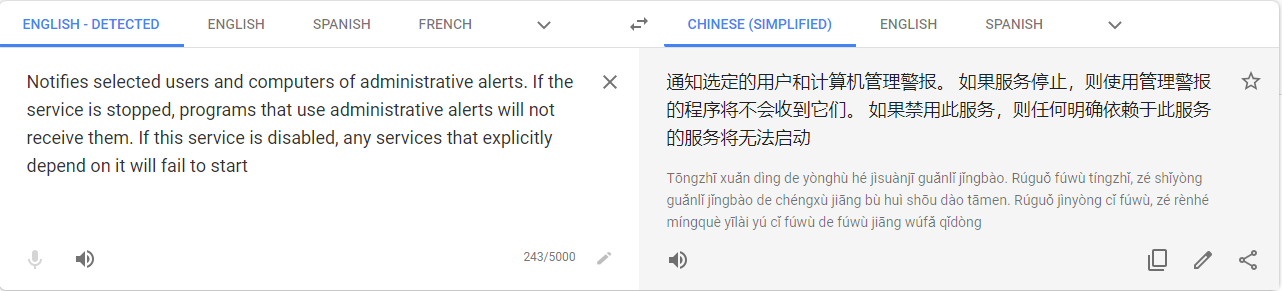 ENGLISH - DETECTED ENGLISH SPANISH FRENCH
CHINESE (SIMPLIFIED) ENGLISH SPANISH
Notifies selected users and computers of administrative alerts. If the
service is stopped, programs that use administrative alerts will not
receive them. If this service is disabled, any services that explicitly
depend on it will fail to start
243/5000
通知选定的用户和计算机管理警报。 如果服务停止，则使用管理警报
的程序将不会收到它们。 如果禁用此服务，则任何明确依赖于此服务
的服务将无法启动
Tōngzhī xuǎn dìng de yònghù hé jìsuànjī guǎnlǐ jǐngbào. Rúguǒ fúwù tíngzhǐ, zé shǐyòng
guǎnlǐ jǐngbào de chéngxù jiāng bù huì shōu dào tāmen. Rúguǒ jìnyòng cǐ fúwù, zé rènhé
míngquè yīlài yú cǐ fúwù de fúwù jiāng wúfǎ qǐdòng